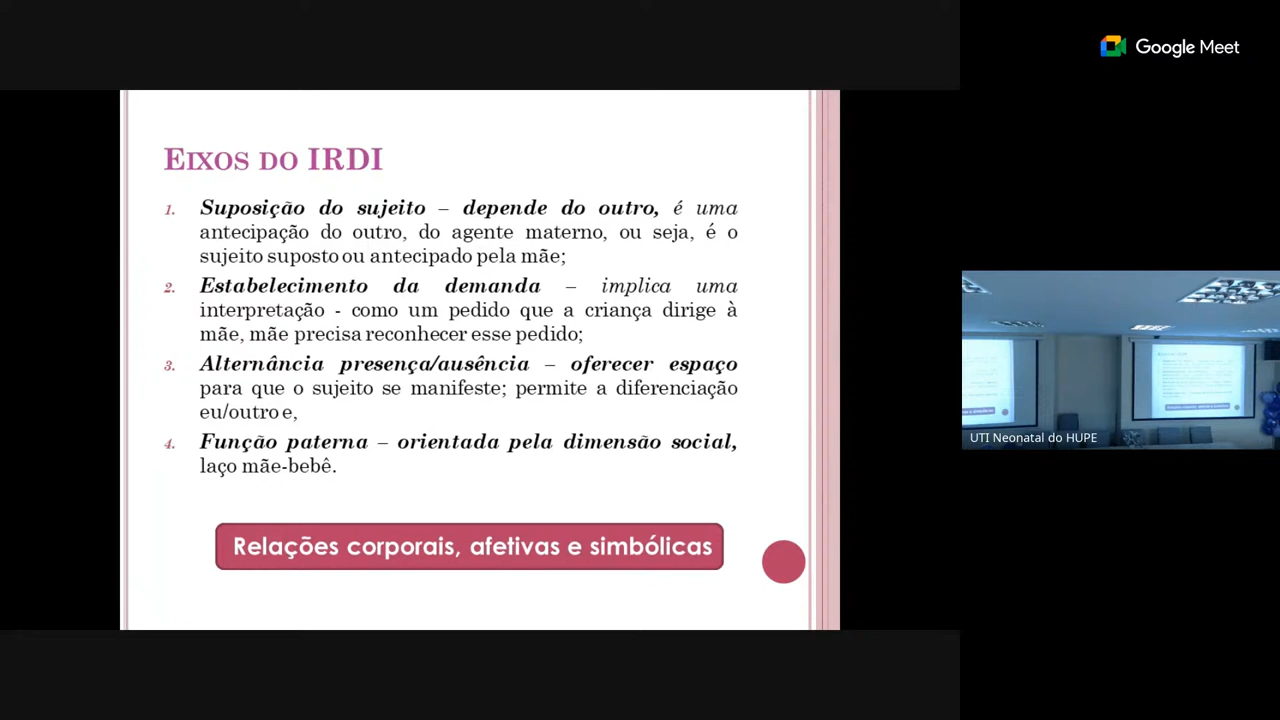 Google Meet
EIXOS DO IRDI
1. Suposição do sujeito – depende do outro, é uma
antecipação do outro, do agente materno, ou seja, é o
sujeito suposto ou antecipado pela mãe;
2. Estabelecimento da demanda – implica uma
interpretação - como um pedido que a criança dirige à
mãe, mãe precisa reconhecer esse pedido;
3. Alternância presença/ausência – oferecer espaço
para que o sujeito se manifeste; permite a diferenciação
eu/outro e,
4. Função paterna – orientada pela dimensão social,
laço mãe-bebê.
Relações corporais, afetivas e simbólicas
UTI Neonatal do HUPE